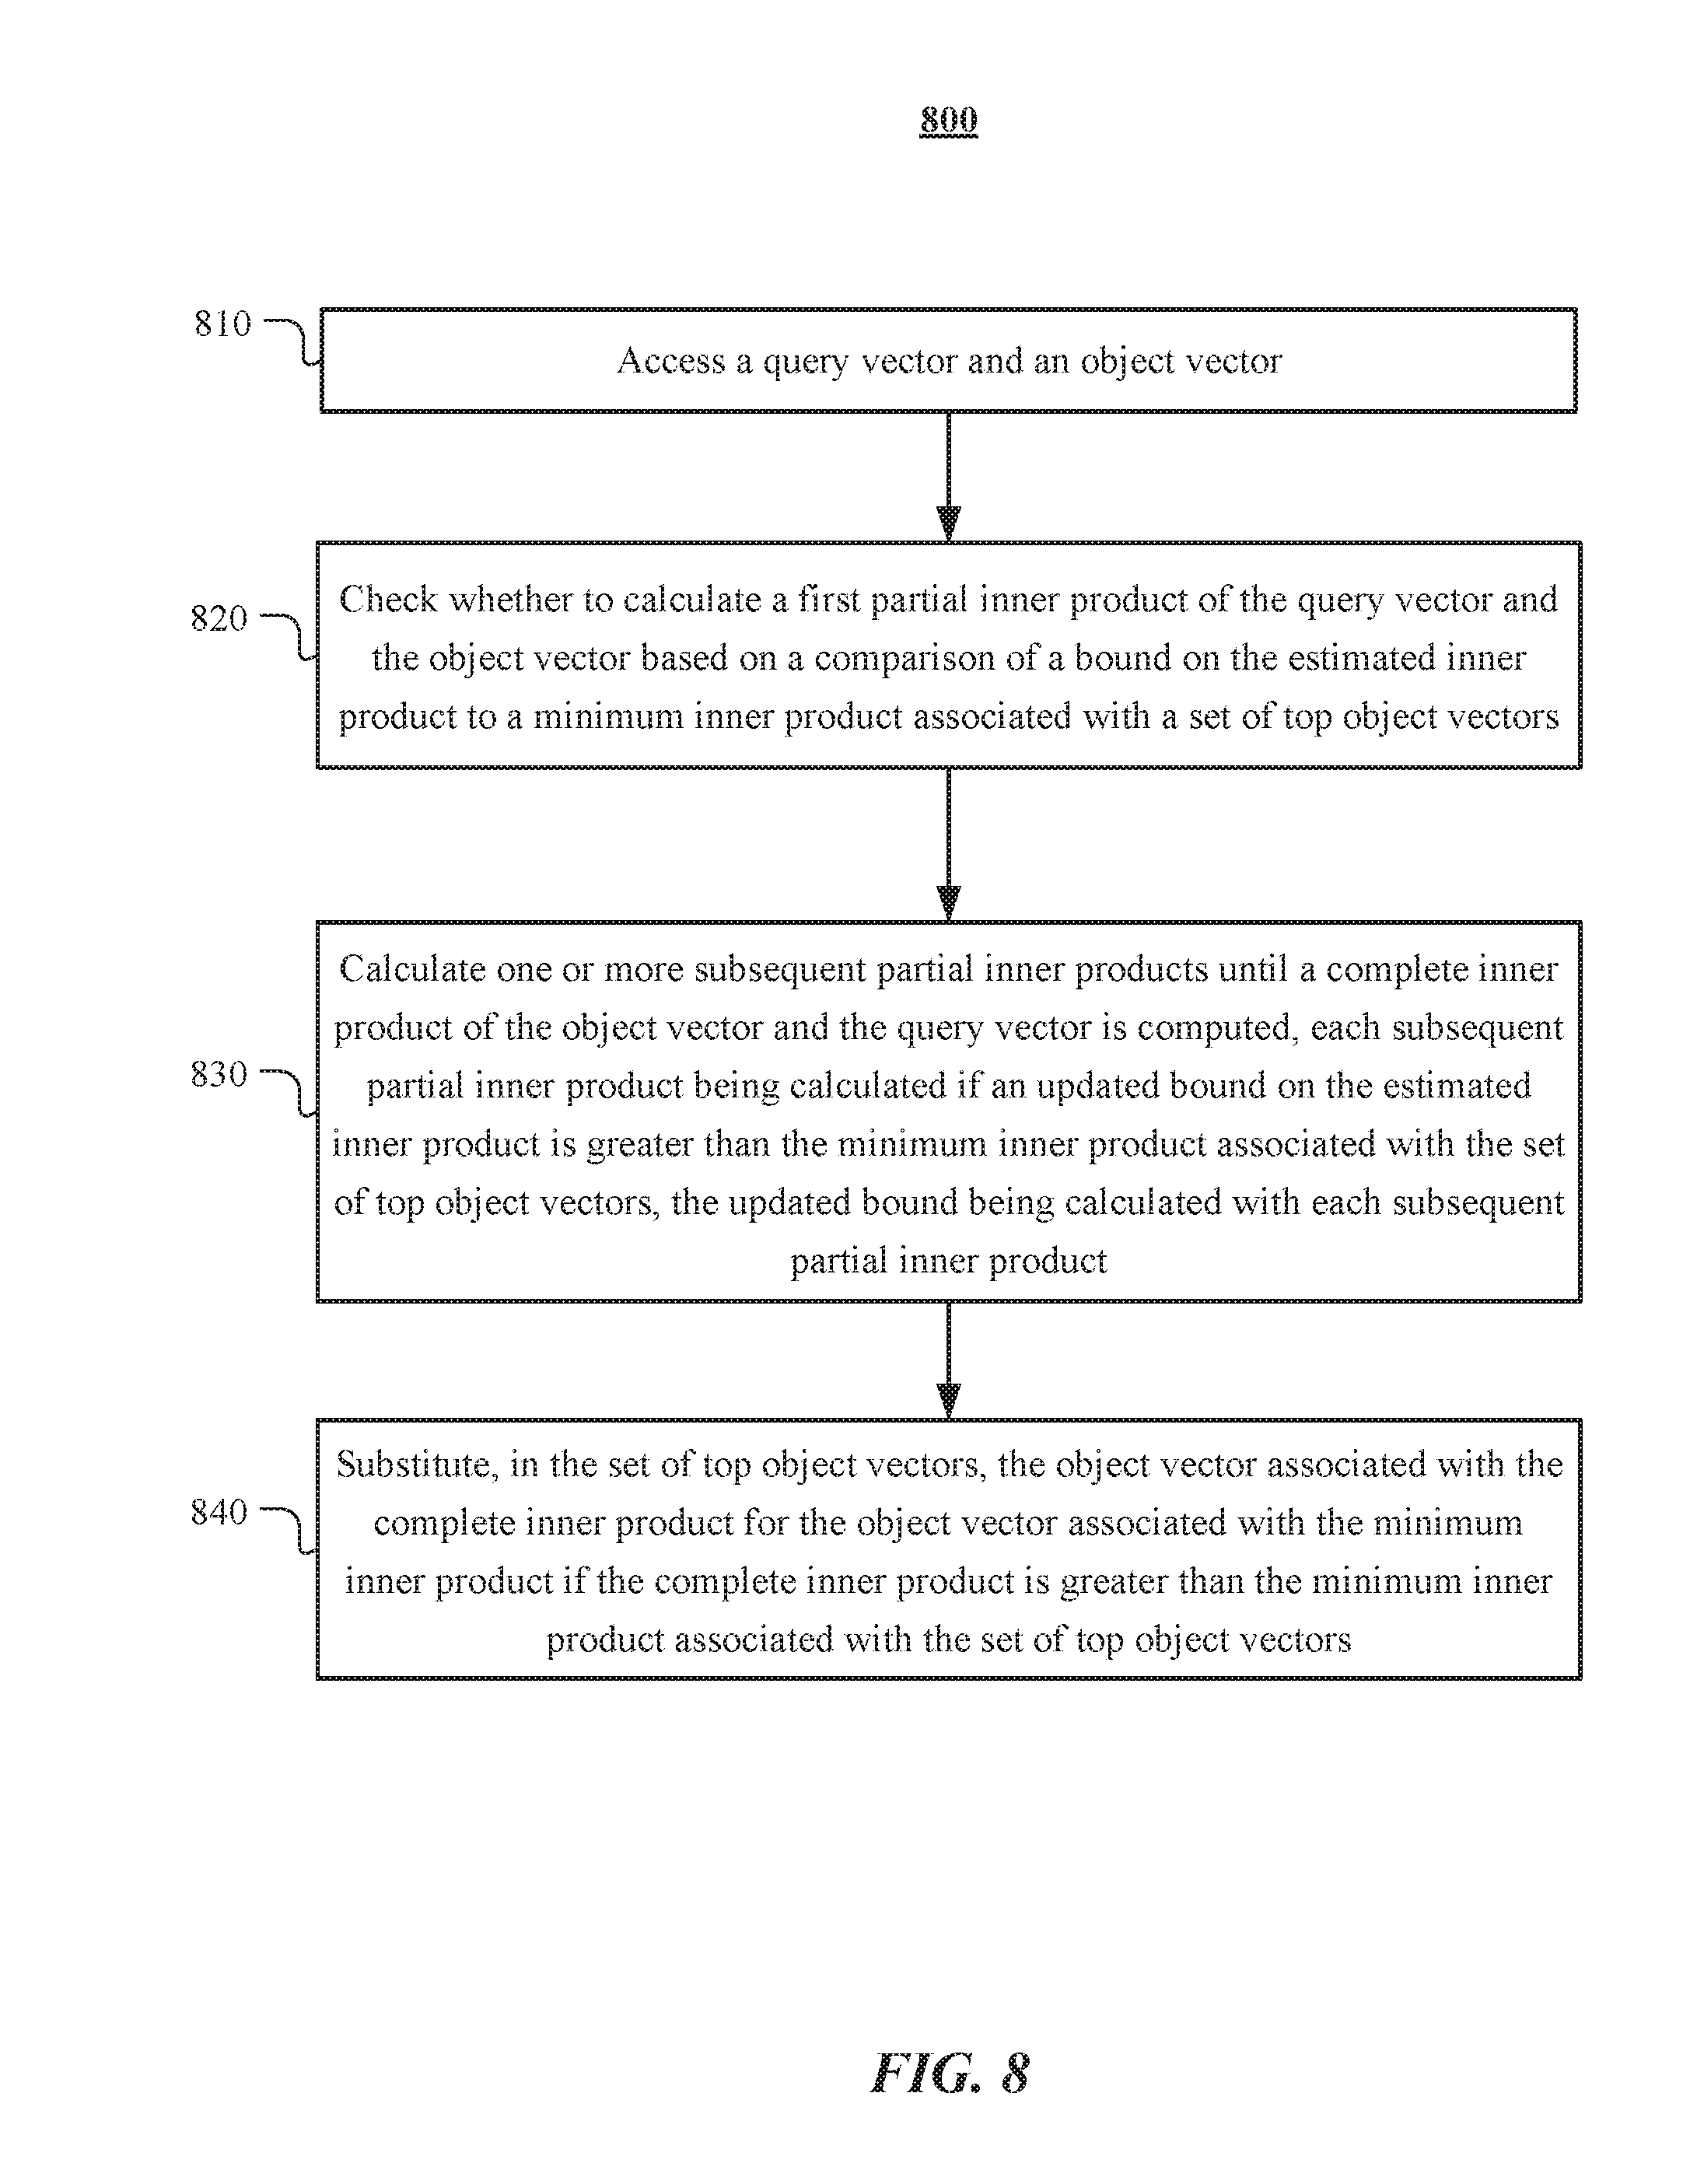 800
810
Access a query vector and an object vector
820
Check whether to calculate a first partial inner product of the query vector and
the object vector based on a comparison of a bound on the estimated inner
product to a minimum inner product associated with a set of top object vectors
830
Calculate one or more subsequent partial inner products until a complete inner
product of the object vector and the query vector is computed, each subsequent
partial inner product being calculated if an updated bound on the estimated
inner product is greater than the minimum inner product associated with the set
of top object vectors, the updated bound being calculated with each subsequent
partial inner product
840
Substitute, in the set of top object vectors, the object vector associated with the
complete inner product for the object vector associated with the minimum
inner product if the complete inner product is greater than the minimum inner
product associated with the set of top object vectors
FIG. 8